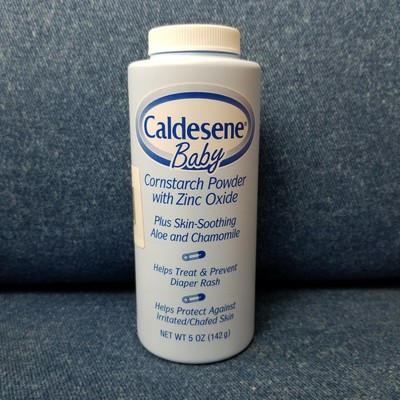 Caldesene®
Baby
Cornstarch Powder
with Zinc Oxide
Plus Skin-Soothing
Aloe and Chamomile
Helps Treat & Prevent
Diaper Rash
Helps Protect Against
Irritated/Chafed Skin
NET WT 5 OZ (142 g)